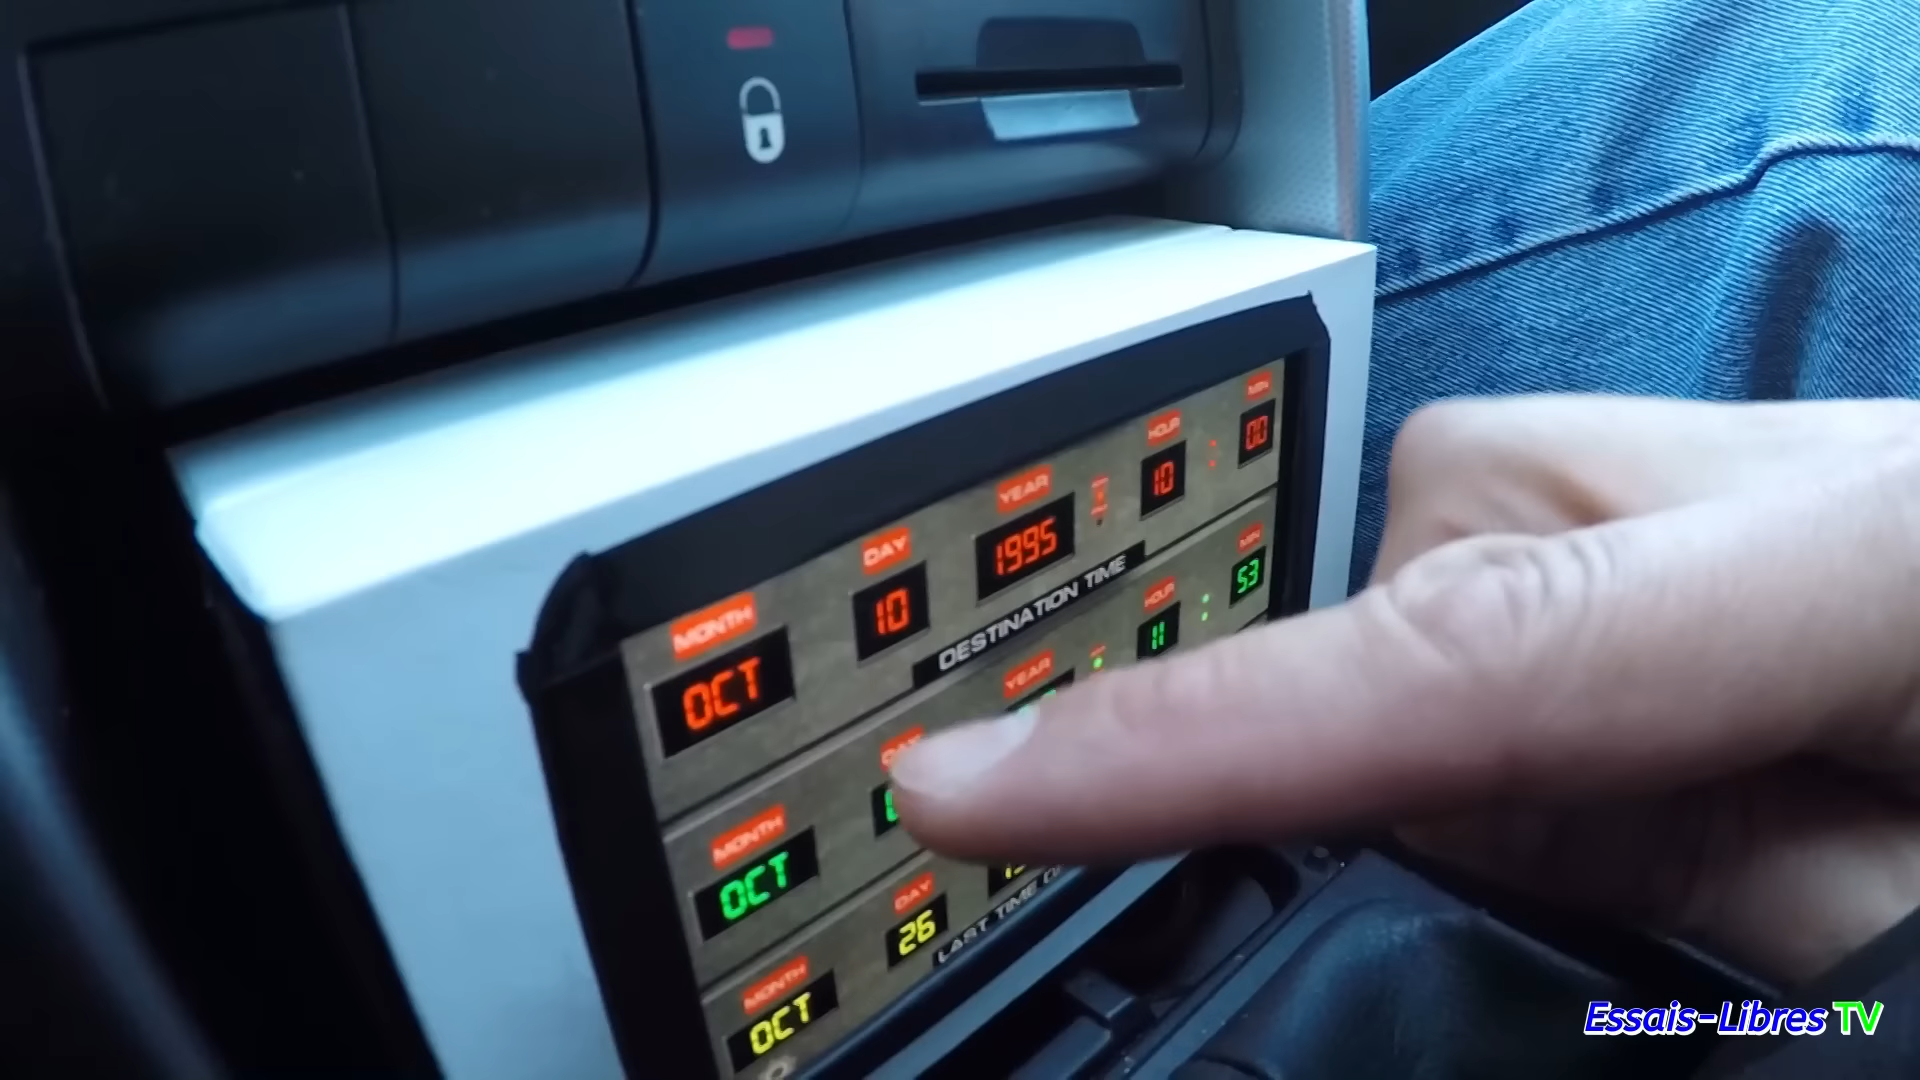 MONTH DAY YEAR HOUR MIN
OCT 10 1995 10 : 00
DESTINATION TIME
MONTH DAY YEAR HOUR MIN
OCT 11 : 53
MONTH DAY
OCT 26
LAST TIME
Essais-Libres TV